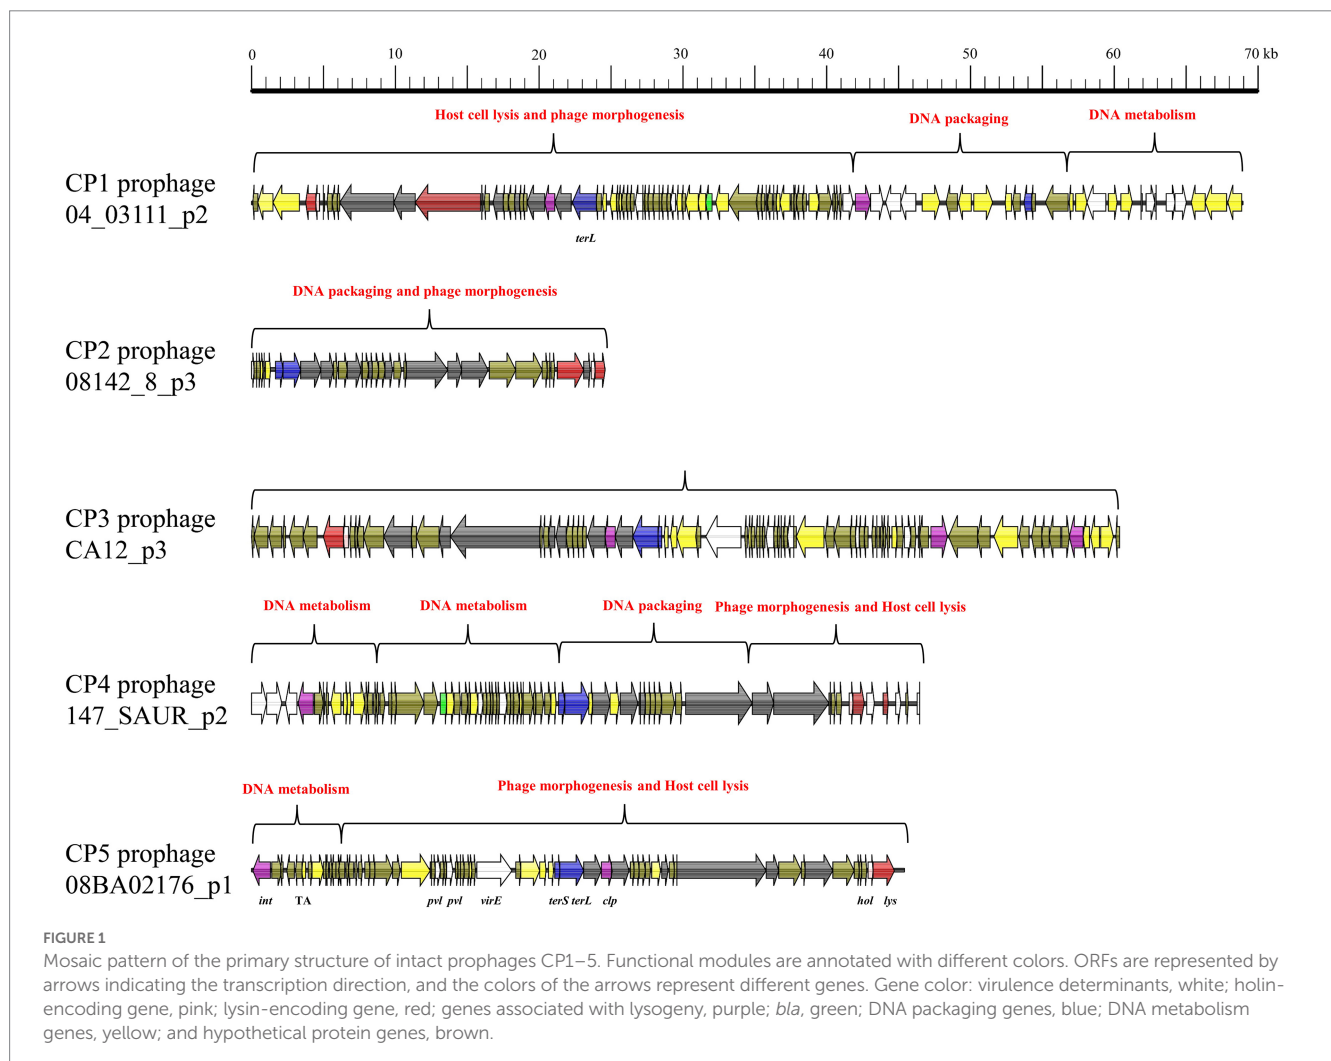 0 10 20 30 40 50 60 70 kb
Host cell lysis and phage morphogenesis DNA packaging DNA metabolism
CP1 prophage
04_03111_p2
terL
DNA packaging and phage morphogenesis
CP2 prophage
08142_8_p3
CP3 prophage
CA12_p3
DNA metabolism DNA metabolism DNA packaging Phage morphogenesis and Host cell lysis
CP4 prophage
147_SAUR_p2
DNA metabolism Phage morphogenesis and Host cell lysis
CP5 prophage
08BA02176_p1
int TA pvl pvl virE terS terL clp hol lys
FIGURE 1
Mosaic pattern of the primary structure of intact prophages CP1–5. Functional modules are annotated with different colors. ORFs are represented by
arrows indicating the transcription direction, and the colors of the arrows represent different genes. Gene color: virulence determinants, white; holin-
encoding gene, pink; lysin-encoding gene, red; genes associated with lysogeny, purple; bla, green; DNA packaging genes, blue; DNA metabolism
genes, yellow; and hypothetical protein genes, brown.